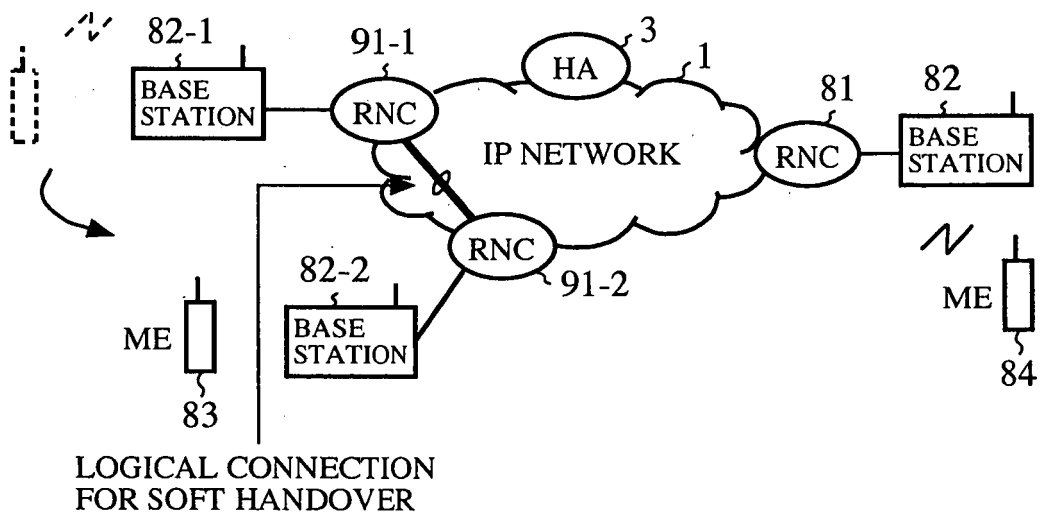 82-1
BASE
STATION
91-1
RNC
3
HA
1
IP NETWORK
81
RNC
82
BASE
STATION
RNC
91-2
82-2
BASE
STATION
ME
83
ME
84
LOGICAL CONNECTION
FOR SOFT HANDOVER